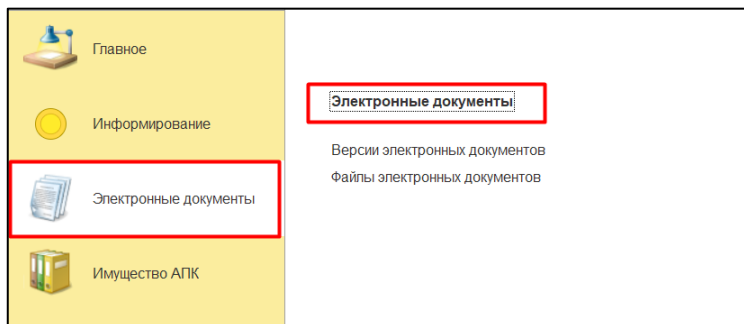 Главное
Информирование
Электронные документы
Имущество АПК
Электронные документы
Версии электронных документов
Файлы электронных документов